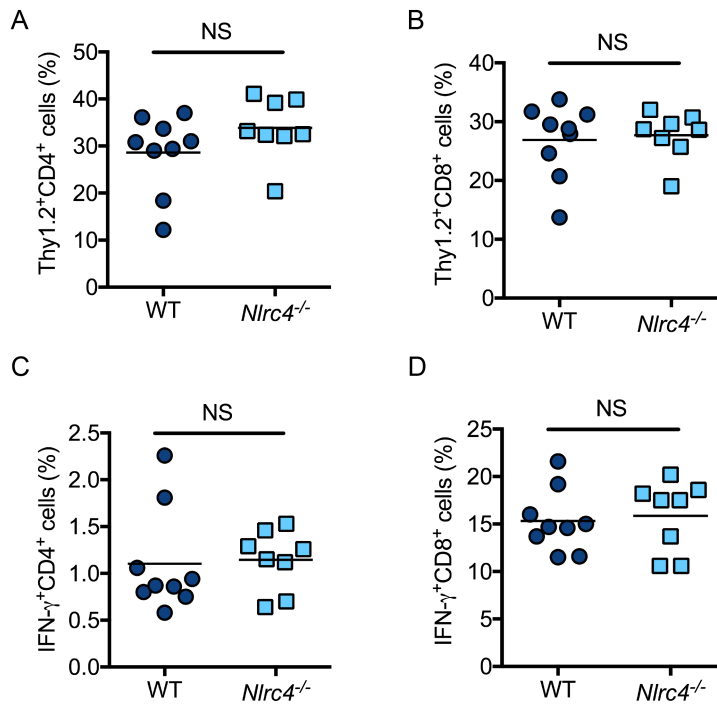 A
NS
Thy1.2⁺CD4⁺ cells (%)
50
40
30
20
10
0
WT
Nlrc4⁻/⁻
B
NS
Thy1.2⁺CD8⁺ cells (%)
40
30
20
10
0
WT
Nlrc4⁻/⁻
C
NS
IFN-γ⁺CD4⁺ cells (%)
2.5
2.0
1.5
1.0
0.5
0.0
WT
Nlrc4⁻/⁻
D
NS
IFN-γ⁺CD8⁺ cells (%)
25
20
15
10
5
0
WT
Nlrc4⁻/⁻